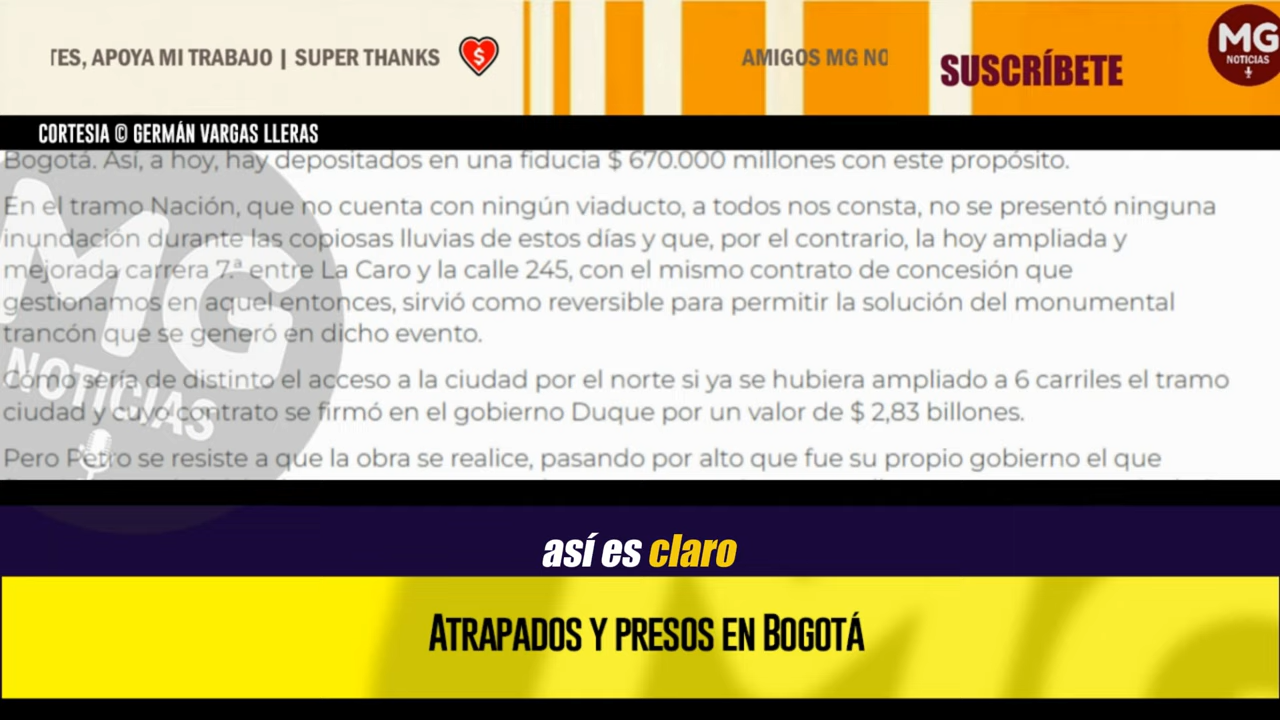 TES, APOYA MI TRABAJO | SUPER THANKS
$
AMIGOS MG NO
SUSCRÍBETE
MG
NOTICIAS
CORTESIA © GERMÁN VARGAS LLERAS
Bogotá. Así, a hoy, hay depositados en una fiducia $ 670.000 millones con este propósito.
En el tramo Nación, que no cuenta con ningún viaducto, a todos nos consta, no se presentó ninguna
inundación durante las copiosas lluvias de estos días y que, por el contrario, la hoy ampliada y
mejorada carrera 7.ª entre La Caro y la calle 245, con el mismo contrato de concesión que
gestionamos en aquel entonces, sirvió como reversible para permitir la solución del monumental
trancón que se generó en dicho evento.
Cómo sería de distinto el acceso a la ciudad por el norte si ya se hubiera ampliado a 6 carriles el tramo
ciudad y cuyo contrato se firmó en el gobierno Duque por un valor de $ 2,83 billones.
Pero Petro se resiste a que la obra se realice, pasando por alto que fue su propio gobierno el que
MG
NOTICIAS
así es claro
ATRAPADOS Y PRESOS EN BOGOTÁ